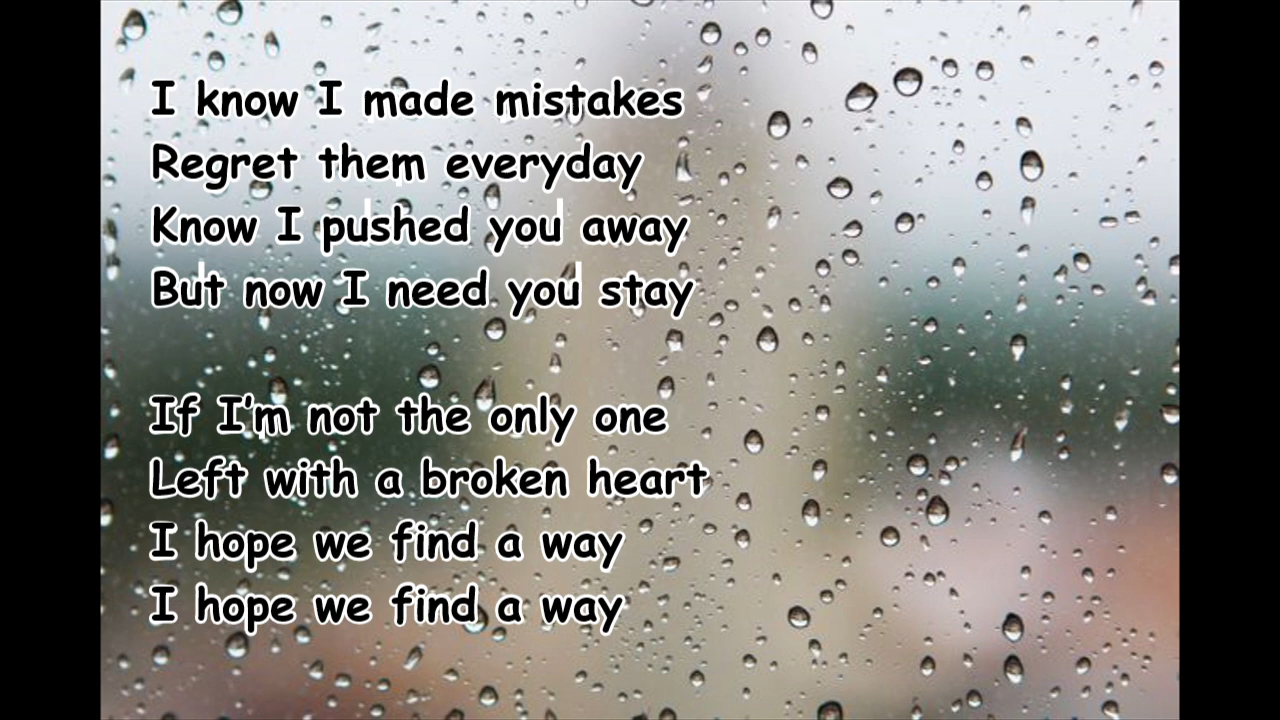 I know I made mistakes
Regret them everyday
Know I pushed you away
But now I need you stay
If I'm not the only one
Left with a broken heart
I hope we find a way
I hope we find a way